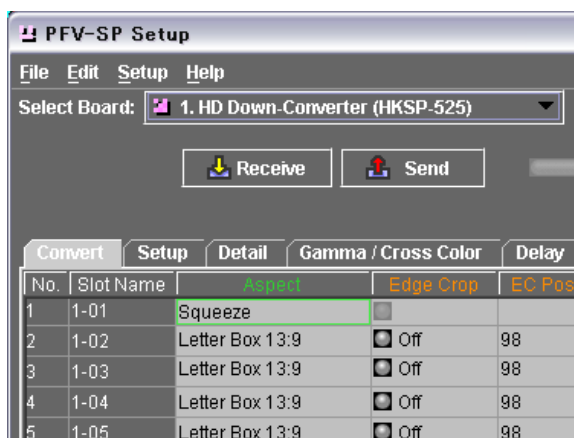 PFV-SP Setup
File Edit Setup Help
Select Board: 1. HD Down-Converter (HKSP-525)
Receive Send
Convert Setup Detail Gamma / Cross Color Delay
No. Slot Name Aspect Edge Crop EC Pos
1 1-01 Squeeze
2 1-02 Letter Box 13:9 Off 98
3 1-03 Letter Box 13:9 Off 98
4 1-04 Letter Box 13:9 Off 98
5 1-05 Letter Box 13:9 Off 98